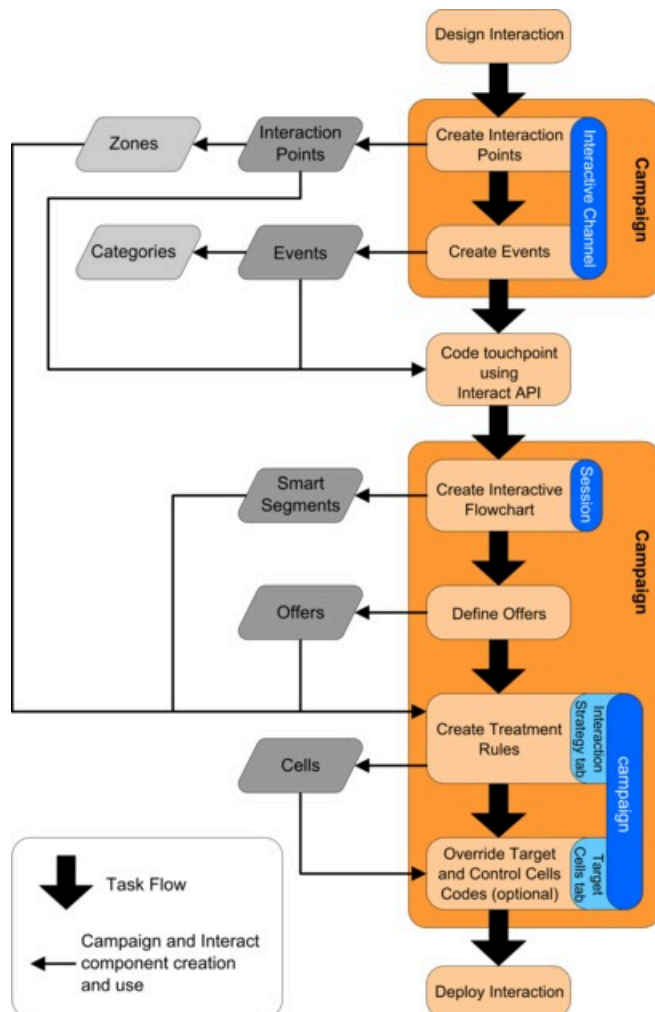 Design Interaction
Zones
Interaction
Points
Create Interaction
Points
Interactive Channel
Campaign
Categories
Events
Create Events
Code touchpoint
using
Interact API
Smart
Segments
Create Interactive
Flowchart
Session
Campaign
Offers
Define Offers
Create Treatment
Rules
Interaction
Strategy tab
campaign
Cells
Override Target
and Control Cells
Codes (optional)
Target
Cells tab
Task Flow
Campaign and Interact
component creation
and use
Deploy Interaction